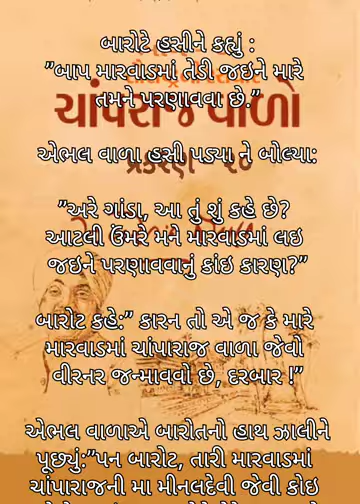 બારોટે હસીને કહ્યું :
”બાપ મારવાડમાં તેડી જઇને મારે
તમને પરણાવવા છે.”
ચાંપરાજ વાળો
એભલ વાળા હસી પડ્યા ને બોલ્યા:
પ્રકરણ
”અરે ગાંડા, આ તું શું કહે છે?
આટલી ઉંમરે મને મારવાડમાં લઇ
જઇને પરણાવવાનું કાંઇ કારણ?”
બારોટ કહે:” કારન તો એ જ કે મારે
મારવાડમાં ચાંપારાજ વાળા જેવો
વીરનર જન્માવવો છે, દરબાર !”
એભલ વાળાએ બારોતનો હાથ ઝાલીને
પૂછ્યું:”પન બારોટ, તારી મારવાડમાં
ચાંપારાજની મા મીનલદેવી જેવી કોઇ